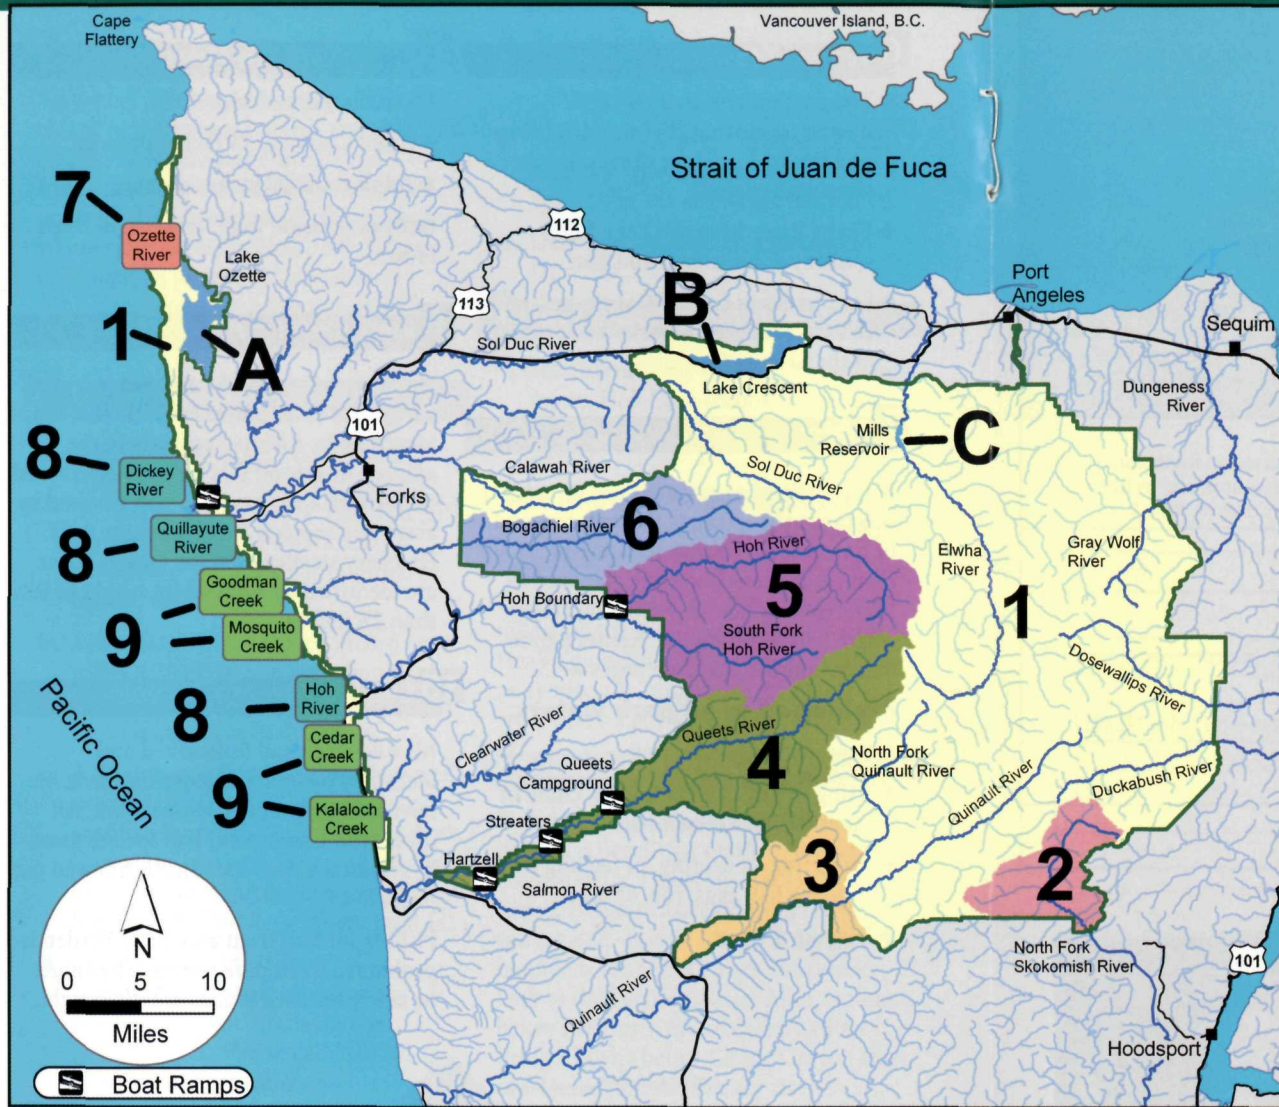 Cape
Flattery
Vancouver Island, B.C.
Strait of Juan de Fuca
7
Ozette
River
Lake
Ozette
112
113
B
Port
Angeles
Sequim
1
A
Sol Duc River
Lake Crescent
Dungeness
River
101
Mills
Reservoir
C
8
Dickey
River
Forks
Calawah River
Sol Duc River
8
Quillayute
River
Bogachiel River
6
Hoh River
Elwha
River
Gray Wolf
River
Goodman
Creek
9
Mosquito
Creek
Hoh Boundary
5
1
South Fork
Hoh River
Dosewallips River
Pacific Ocean
8
Hoh
River
Clearwater River
Queets River
4
North Fork
Quinault River
Quinault River
Duckabush River
Cedar
Creek
9
Kalaloch
Creek
Queets
Campground
Streaters
Hartzell
Salmon River
3
2
N
0 5 10
Miles
North Fork
Skokomish River
101
Quinault River
Hoodsport
Boat Ramps